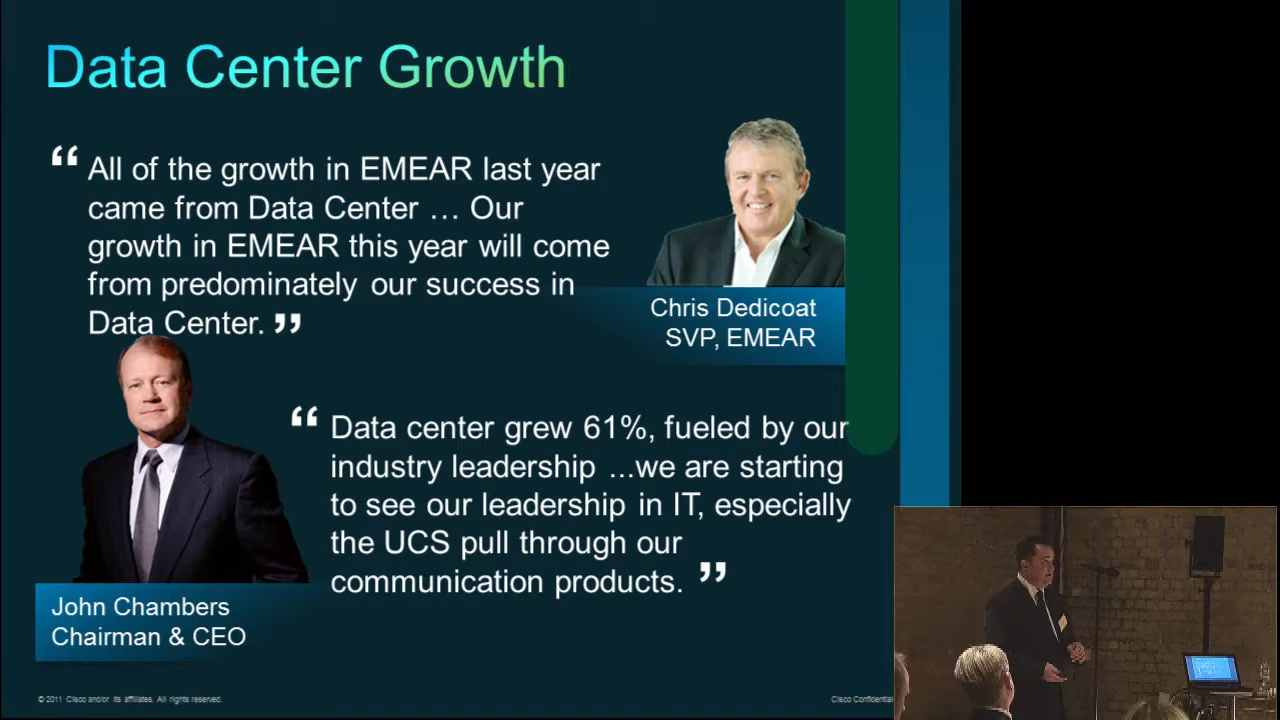 Data Center Growth
“ All of the growth in EMEAR last year
came from Data Center … Our
growth in EMEAR this year will come
from predominately our success in
Data Center. ”
Chris Dedicoat
SVP, EMEAR
“ Data center grew 61%, fueled by our
industry leadership ...we are starting
to see our leadership in IT, especially
the UCS pull through our
communication products. ”
John Chambers
Chairman & CEO
© 2011 Cisco and/or its affiliates. All rights reserved.
Cisco Confidential